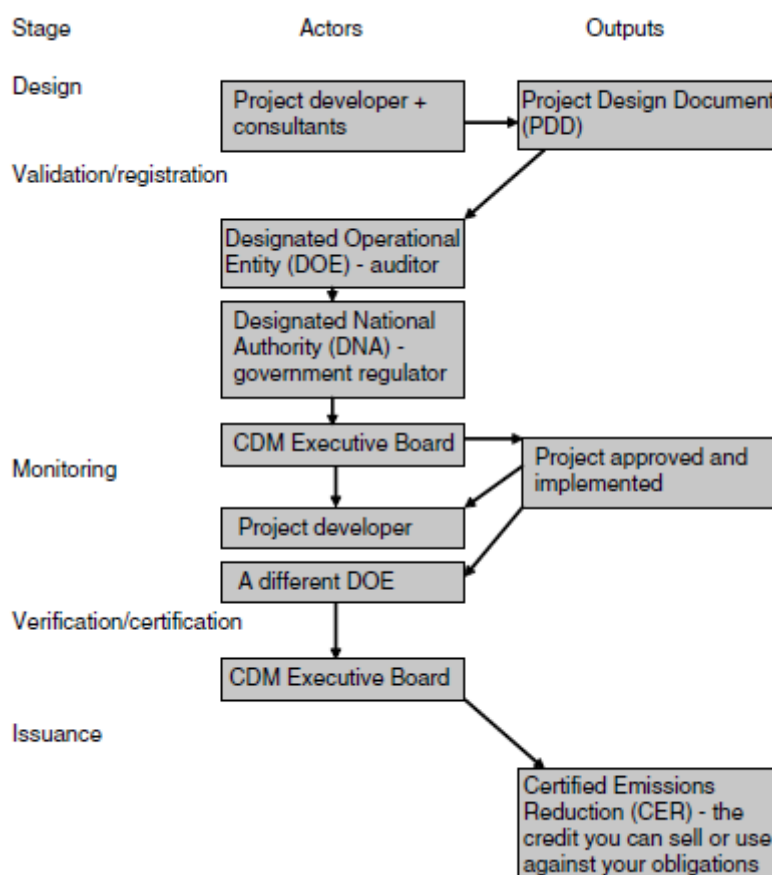 Stage Actors Outputs
Design
Project developer +
consultants
Project Design Document
(PDD)
Validation/registration
Designated Operational
Entity (DOE) - auditor
Designated National
Authority (DNA) -
government regulator
CDM Executive Board
Project approved and
implemented
Monitoring
Project developer
A different DOE
Verification/certification
CDM Executive Board
Issuance
Certified Emissions
Reduction (CER) - the
credit you can sell or use
against your obligations